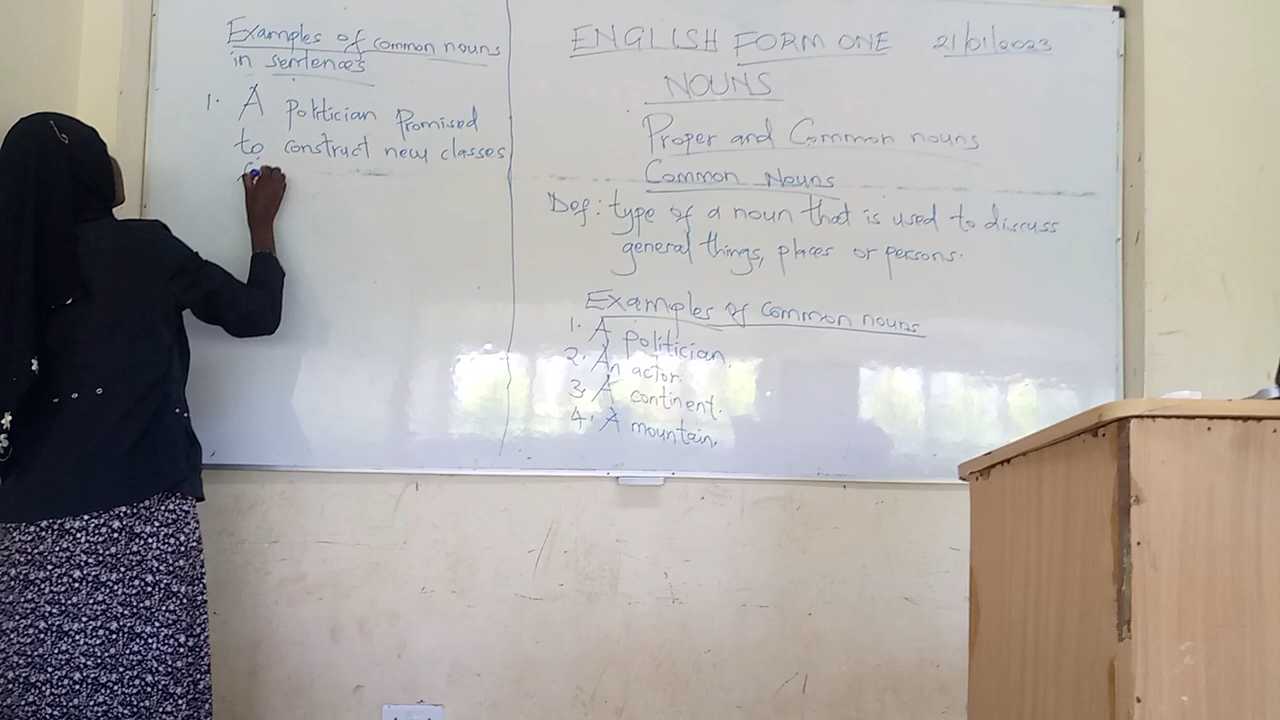 Examples of common nouns
in sentences
1. A politician Promised
to construct new classes
ENGLISH FORM ONE 21/01/2023
NOUNS
Proper and Common nouns
Common Nouns
Def: type of a noun that is used to discuss
general things, places or persons.
Examples of common nouns
1. A politician.
2. An actor.
3. A continent.
4. A mountain.